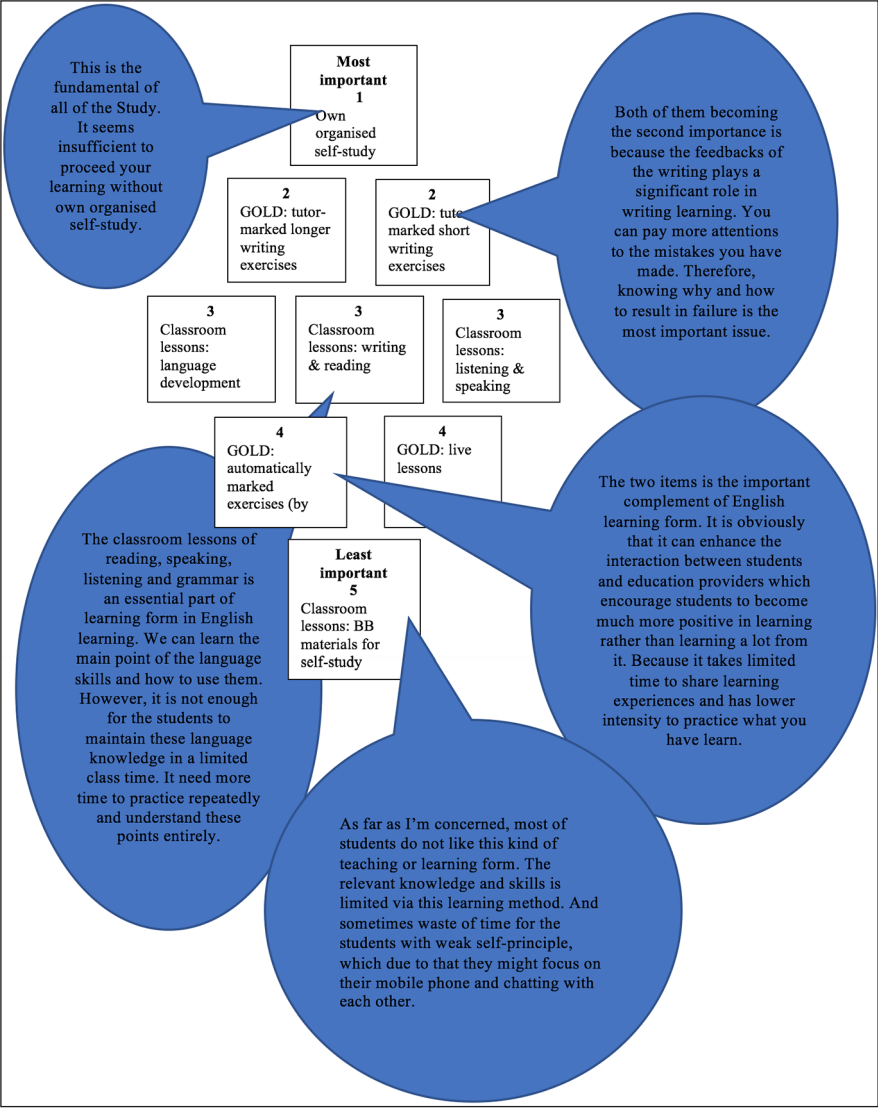 This is the
fundamental of
all of the Study.
It seems
insufficient to
proceed your
learning without
own organised
self-study.
Most
important
1
Own
organised
self-study
Both of them becoming
the second importance is
because the feedbacks of
the writing plays a
significant role in
writing learning. You
can pay more attentions
to the mistakes you have
made. Therefore,
knowing why and how
to result in failure is the
most important issue.
2
GOLD: tutor-
marked longer
writing
exercises
2
GOLD: tuto
marked short
writing
exercises
3
Classroom
lessons:
language
development
3
Classroom
lessons: writing
& reading
3
Classroom
lessons:
listening &
speaking
4
GOLD:
automatically
marked
exercises (by
4
GOLD: live
lessons
The two items is the important
complement of English
learning form. It is obviously
that it can enhance the
interaction between students
and education providers which
encourage students to become
much more positive in learning
rather than learning a lot from
it. Because it takes limited
time to share learning
experiences and has lower
intensity to practice what you
have learn.
The classroom lessons of
reading, speaking,
listening and grammar is
an essential part of
learning form in English
learning. We can learn the
main point of the language
skills and how to use them.
However, it is not enough
for the students to
maintain these language
knowledge in a limited
class time. It need more
time to practice repeatedly
and understand these
points entirely.
Least
important
5
Classroom
lessons: BB
materials for
self-study
As far as I'm concerned, most of
students do not like this kind of
teaching or learning form. The
relevant knowledge and skills is
limited via this learning method. And
sometimes waste of time for the
students with weak self-principle,
which due to that they might focus on
their mobile phone and chatting with
each other.